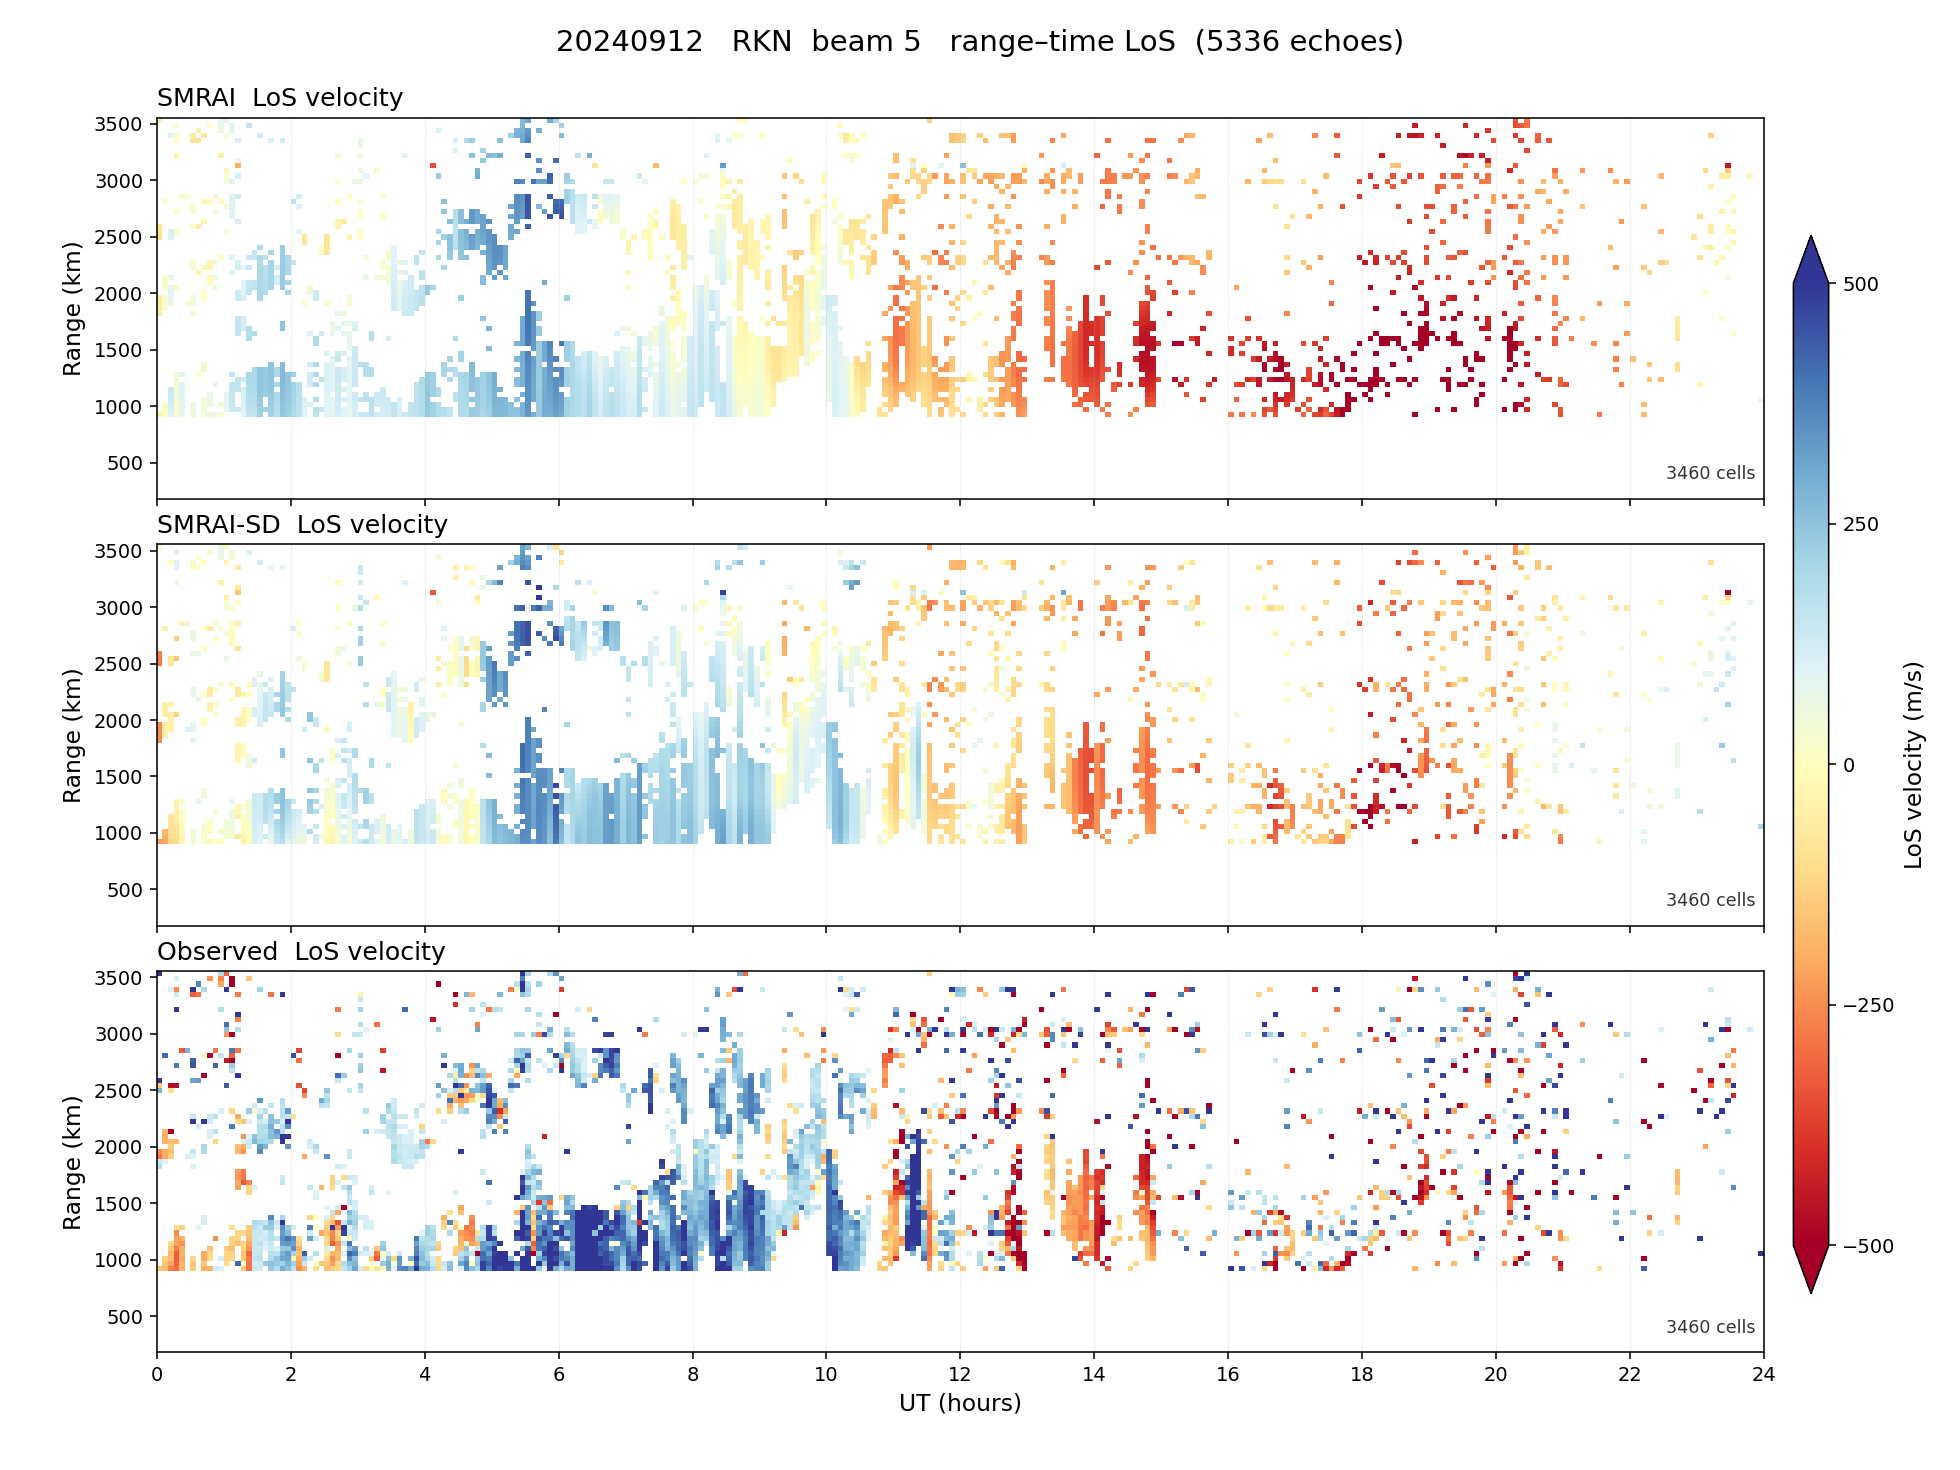 20240912   RKN  beam 5   range–time LoS  (5336 echoes)
SMRAI  LoS velocity
3500
3000
2500
2000
1500
1000
500
Range (km)
3460 cells
SMRAI-SD  LoS velocity
3500
3000
2500
2000
1500
1000
500
Range (km)
3460 cells
Observed  LoS velocity
3500
3000
2500
2000
1500
1000
500
Range (km)
3460 cells
0 2 4 6 8 10 12 14 16 18 20 22 24
UT (hours)
500
250
0
−250
−500
LoS velocity (m/s)